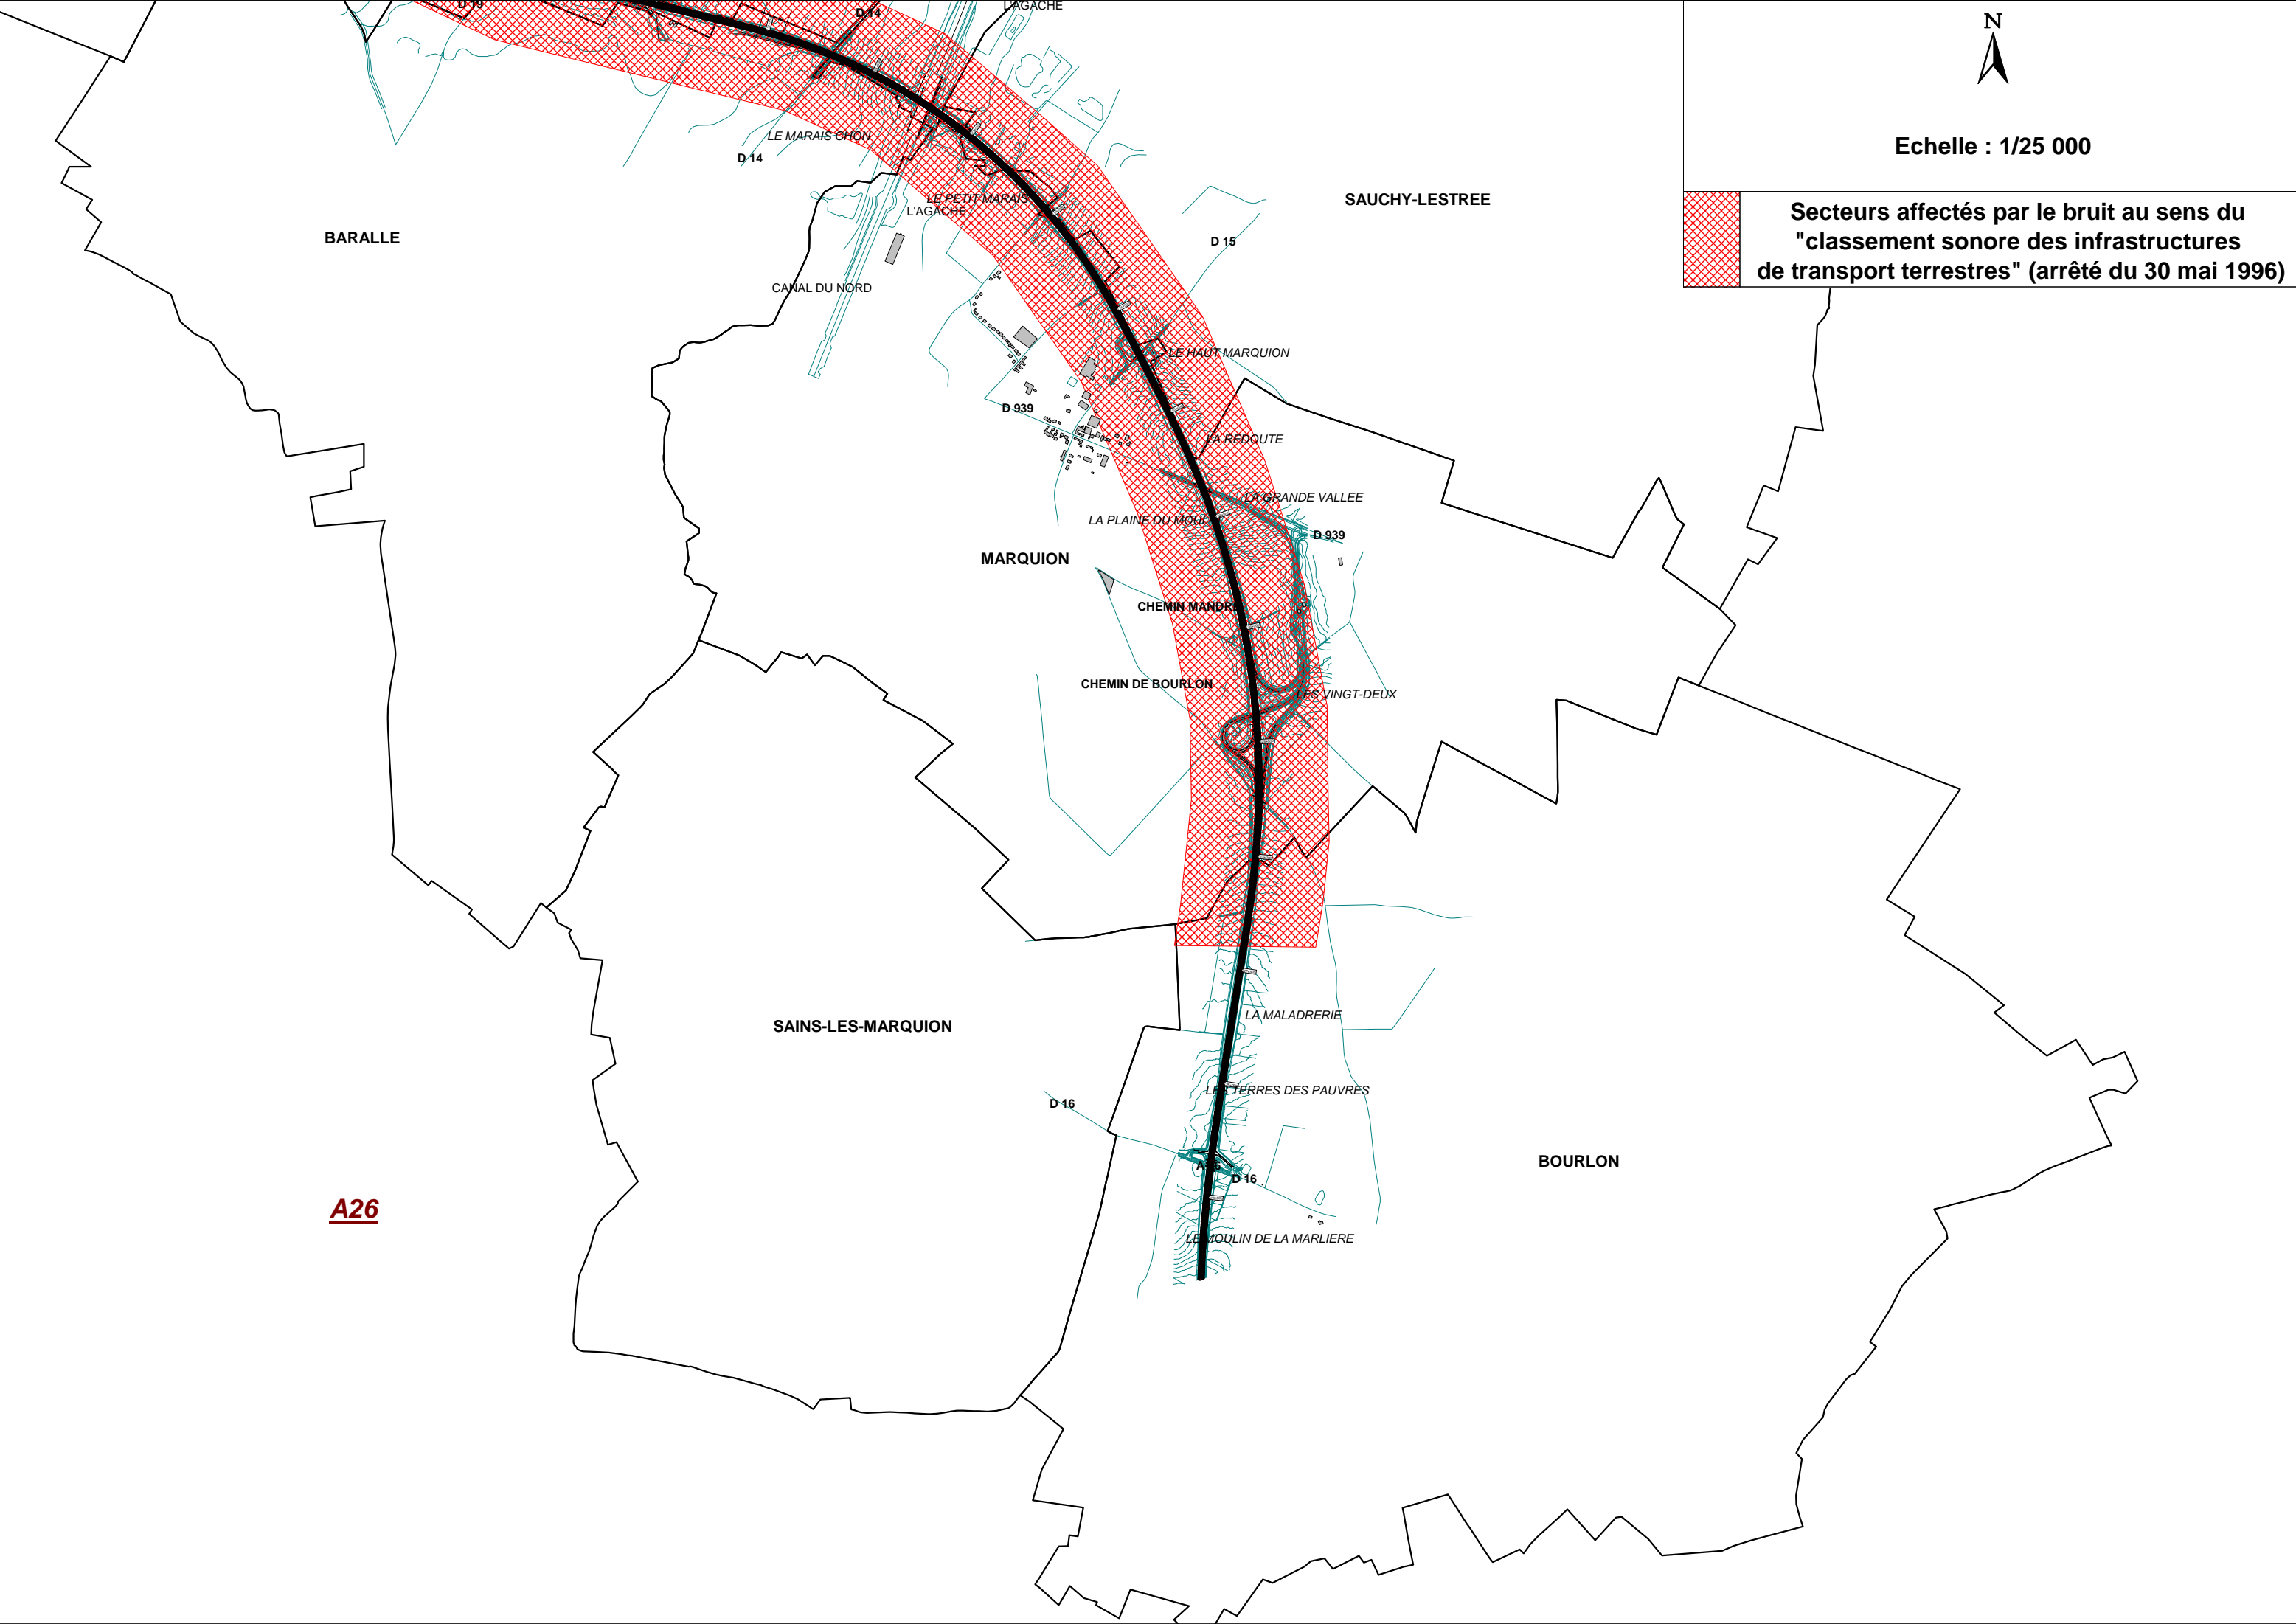 D 19
D 14
L'AGACHE
N
Echelle : 1/25 000
Secteurs affectés par le bruit au sens du
"classement sonore des infrastructures
de transport terrestres" (arrêté du 30 mai 1996)
LE MARAIS CHON
D 14
LE PETIT MARAIS
L'AGACHE
SAUCHY-LESTREE
BARALLE
D 15
CANAL DU NORD
LE HAUT MARQUION
D 939
LA REDOUTE
LA GRANDE VALLEE
LA PLAINE DU MOUL
D 939
MARQUION
CHEMIN MANDRE
CHEMIN DE BOURLON
LES VINGT-DEUX
SAINS-LES-MARQUION
LA MALADRERIE
LES TERRES DES PAUVRES
D 16
BOURLON
A26
D 16
A26
LE MOULIN DE LA MARLIERE